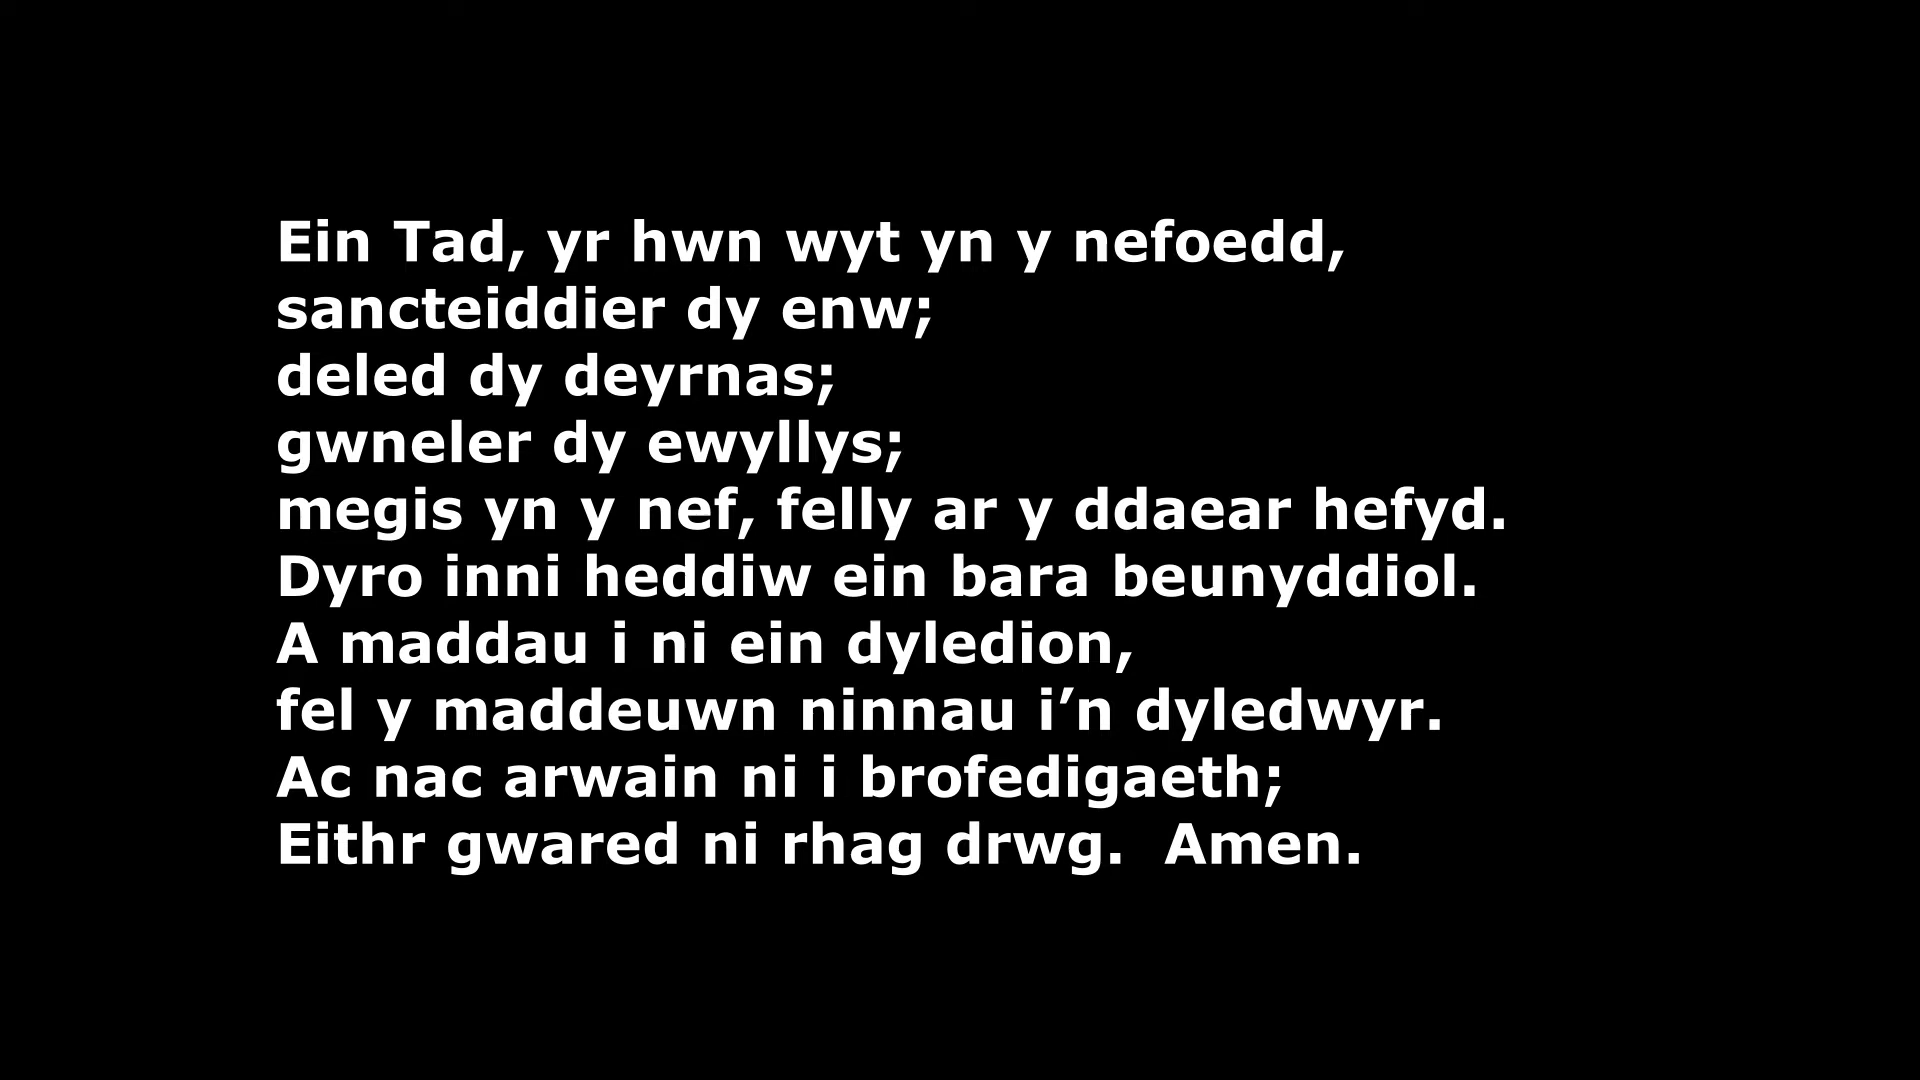 Ein Tad, yr hwn wyt yn y nefoedd,
sancteiddier dy enw;
deled dy deyrnas;
gwneler dy ewyllys;
megis yn y nef, felly ar y ddaear hefyd.
Dyro inni heddiw ein bara beunyddiol.
A maddau i ni ein dyledion,
fel y maddeuwn ninnau i’n dyledwyr.
Ac nac arwain ni i brofedigaeth;
Eithr gwared ni rhag drwg.  Amen.